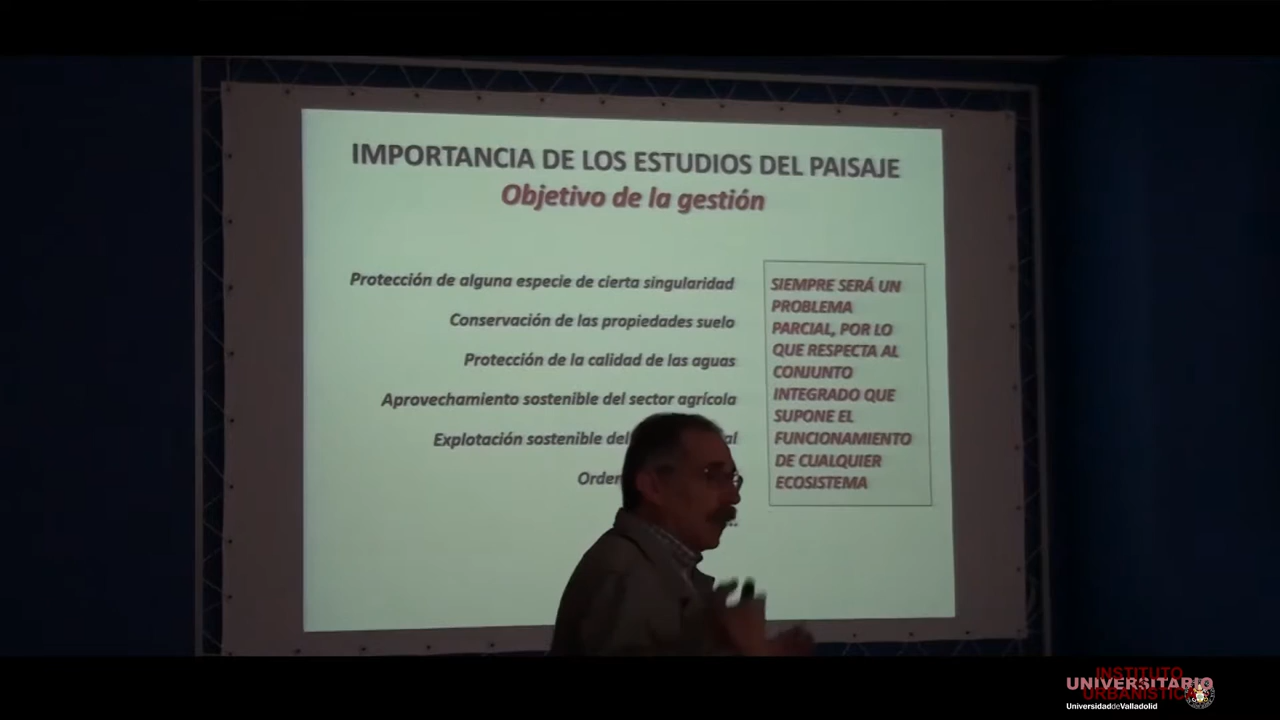 IMPORTANCIA DE LOS ESTUDIOS DEL PAISAJE
Objetivo de la gestión
Protección de alguna especie de cierta singularidad
Conservación de las propiedades suelo
Protección de la calidad de las aguas
Aprovechamiento sostenible del sector agrícola
Explotación sostenible del
SIEMPRE SERÁ UN
PROBLEMA
PARCIAL, POR LO
QUE RESPECTA AL
CONJUNTO
INTEGRADO QUE
SUPONE EL
FUNCIONAMIENTO
DE CUALQUIER
ECOSISTEMA
INSTITUTO
UNIVERSITARIO
UniversidaddeValladolid